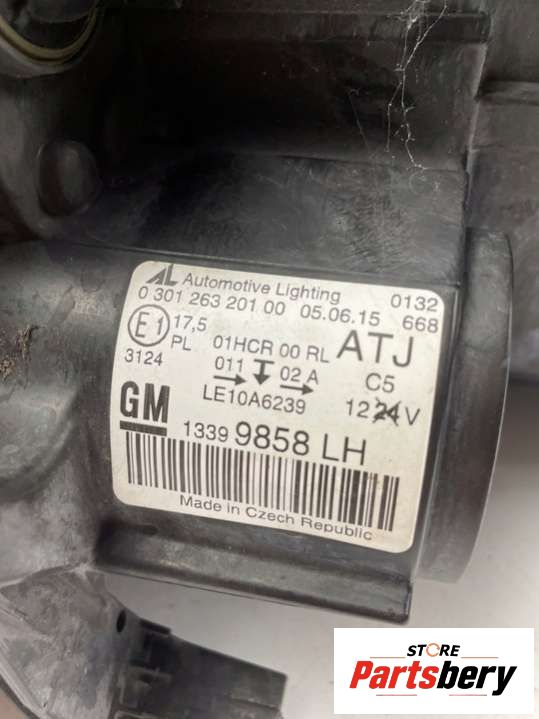 AL Automotive Lighting 0132
0 301 263 201 00 05.06.15 668
E1 17,5 PL 01HCR 00 RL ATJ
3124 011 02 A C5
LE10A6239 12 24 V
GM
1339 9858 LH
Made in Czech Republic
STORE
Partsbery